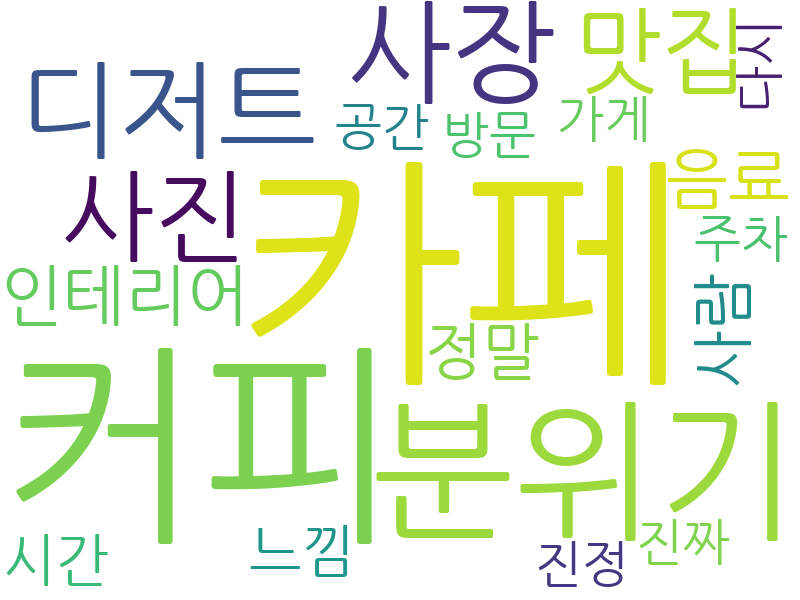 사장
맛집
다시
디저트
공간
방문
가게
사진
카페
음료
주차
인테리어
정말
사람
커피
분위기
시간
느낌
진정
진짜